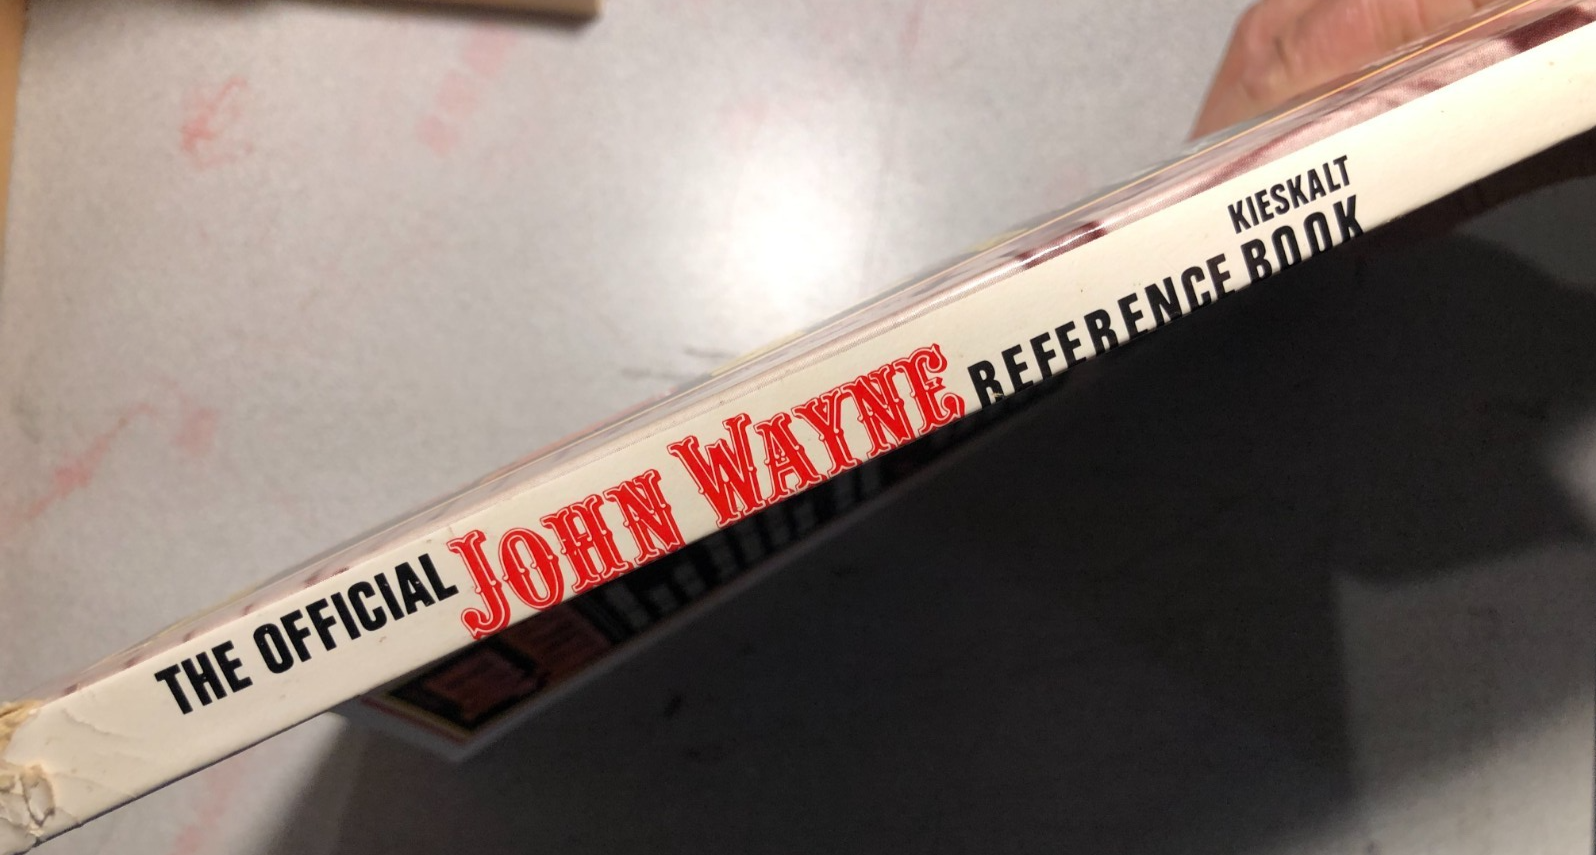 THE OFFICIAL JOHN WAYNE REFERENCE BOOK
KIESKALT